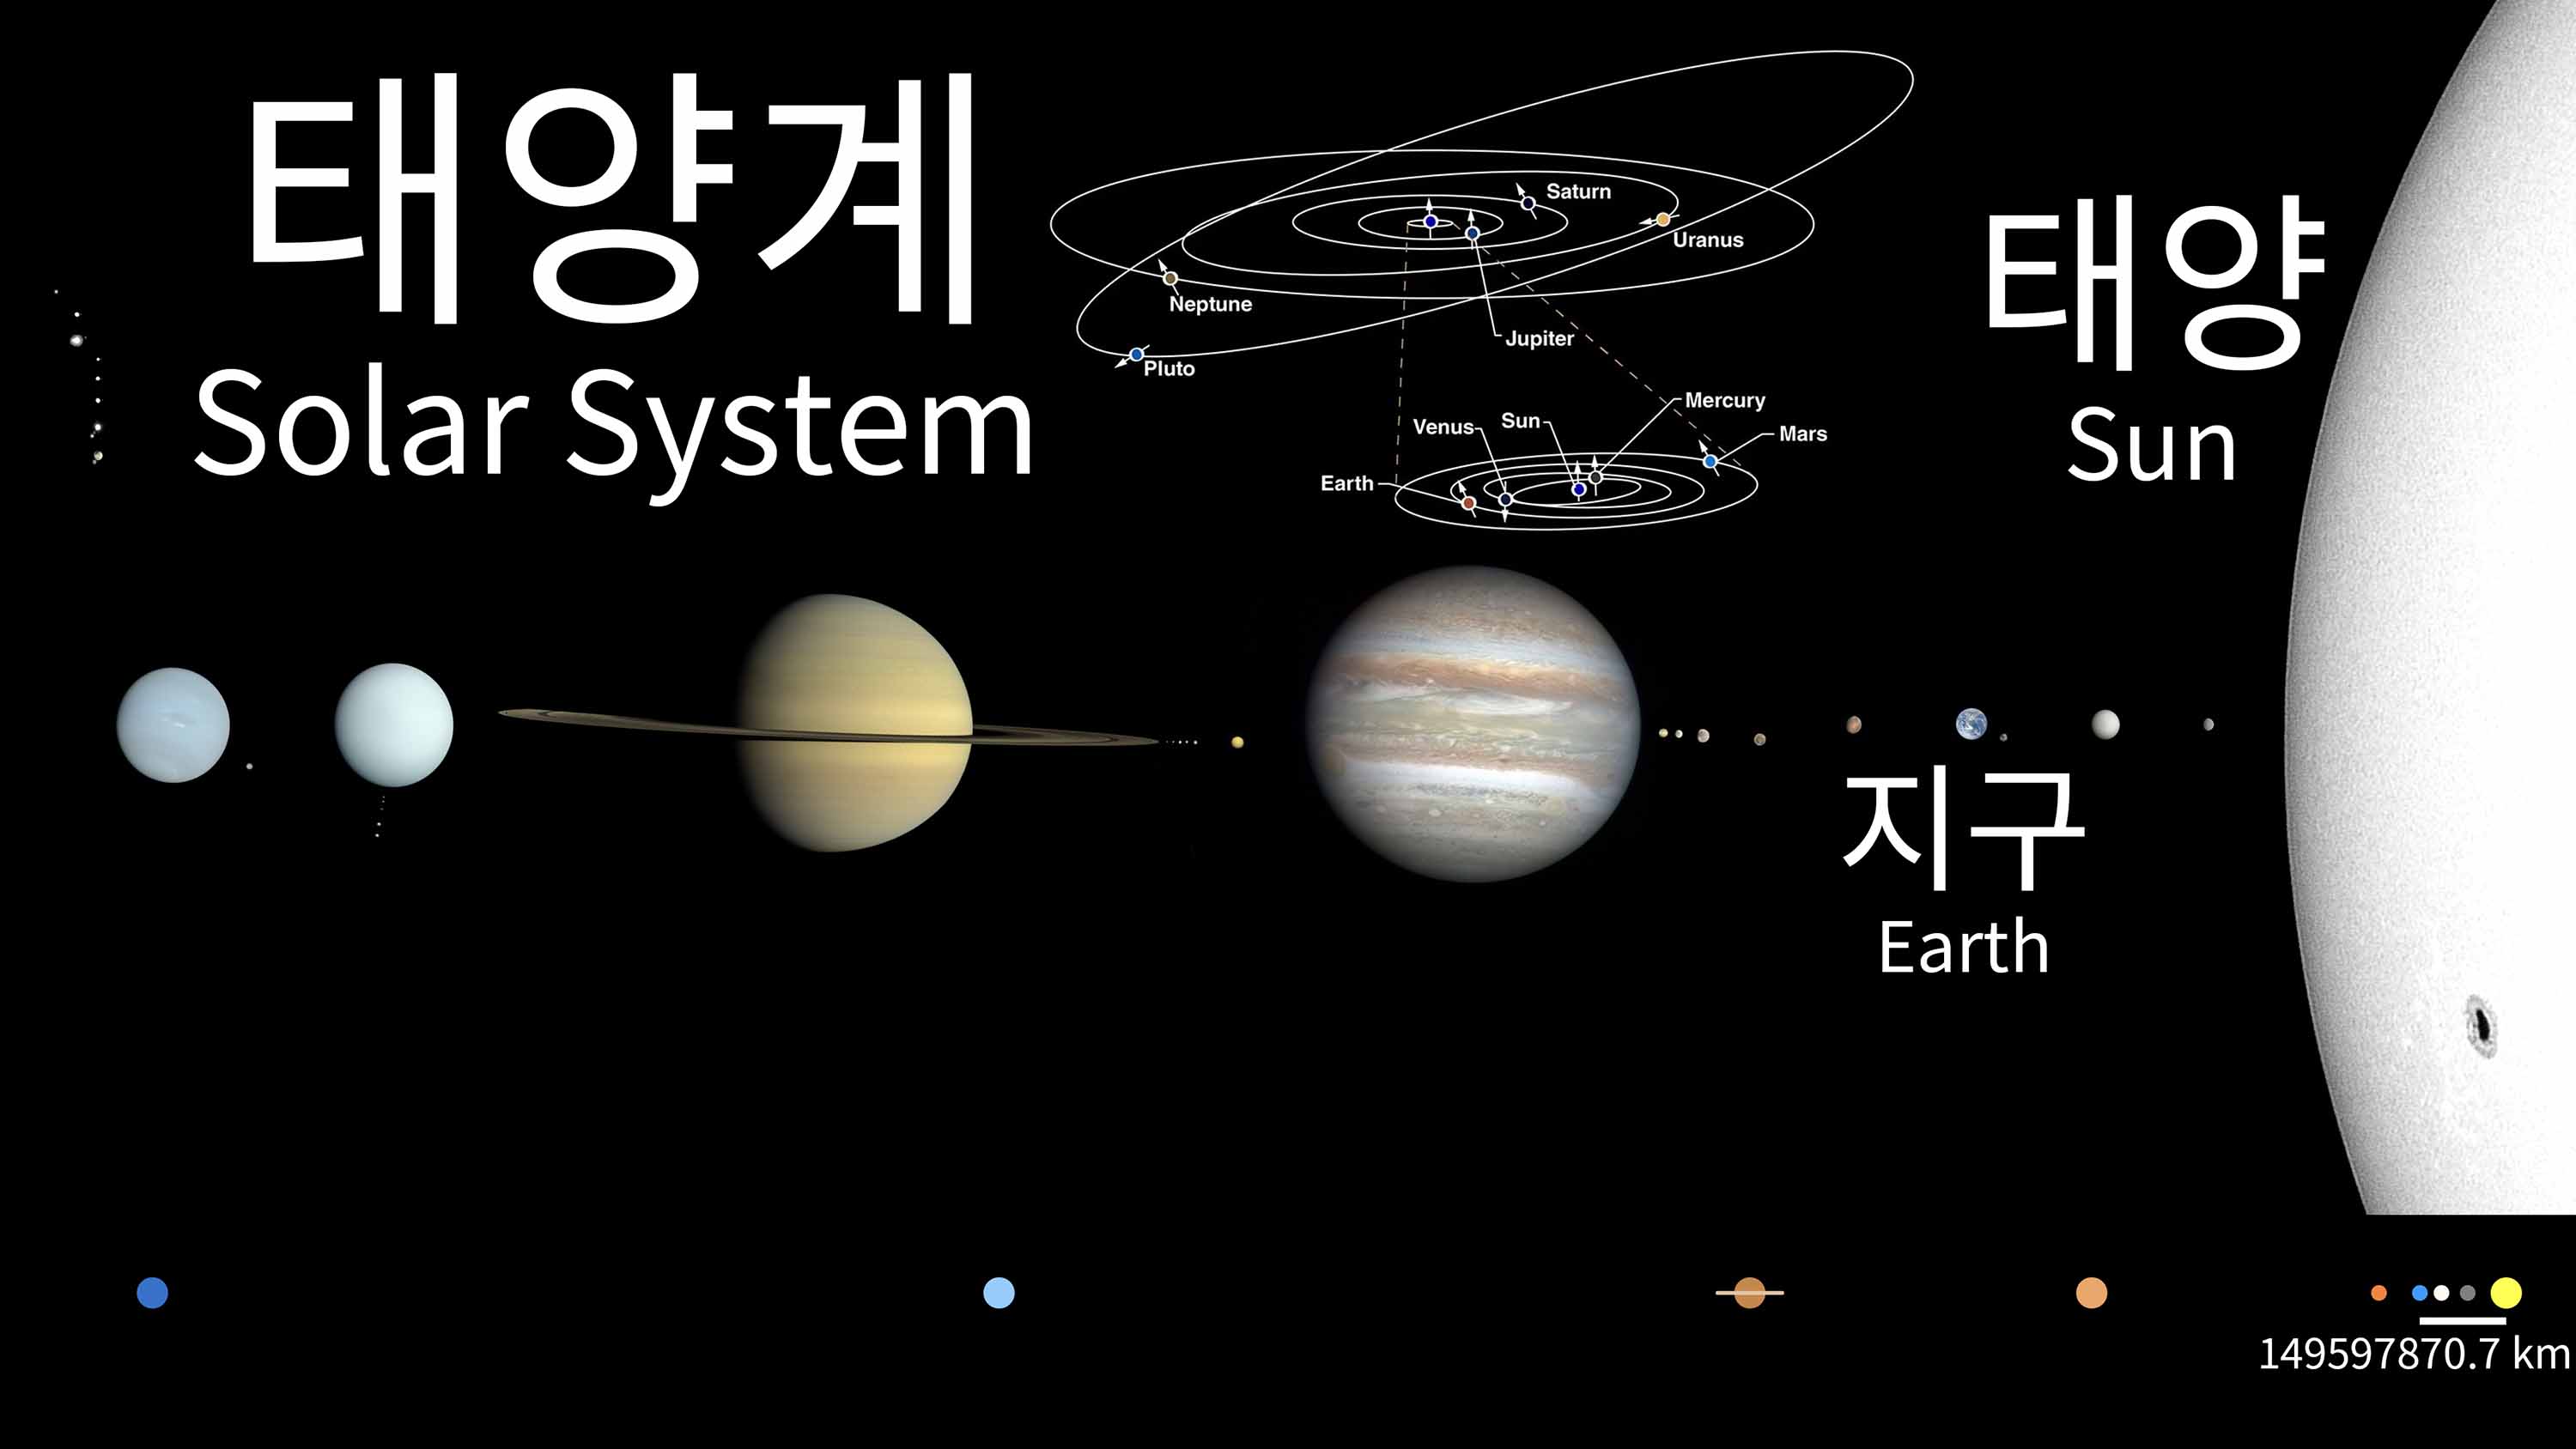 태양계
Solar System
Saturn
Uranus
Neptune
Jupiter
Pluto
Mercury
Venus
Sun
Mars
Earth
태양
Sun
지구
Earth
149597870.7 km